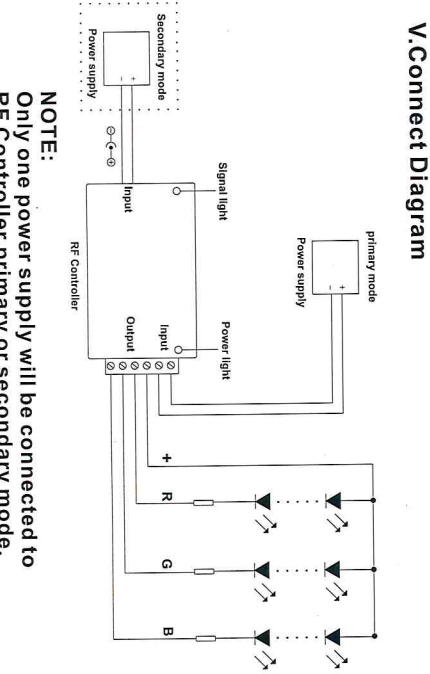 V.Connect Diagram
primary mode
Power supply
+
−
Secondary mode
Power supply
+
−
Signal light
Power light
Input
Input
Output
RF Controller
+
R
G
B
NOTE:
Only one power supply will be connected to
RF Controller primary or secondary mode.